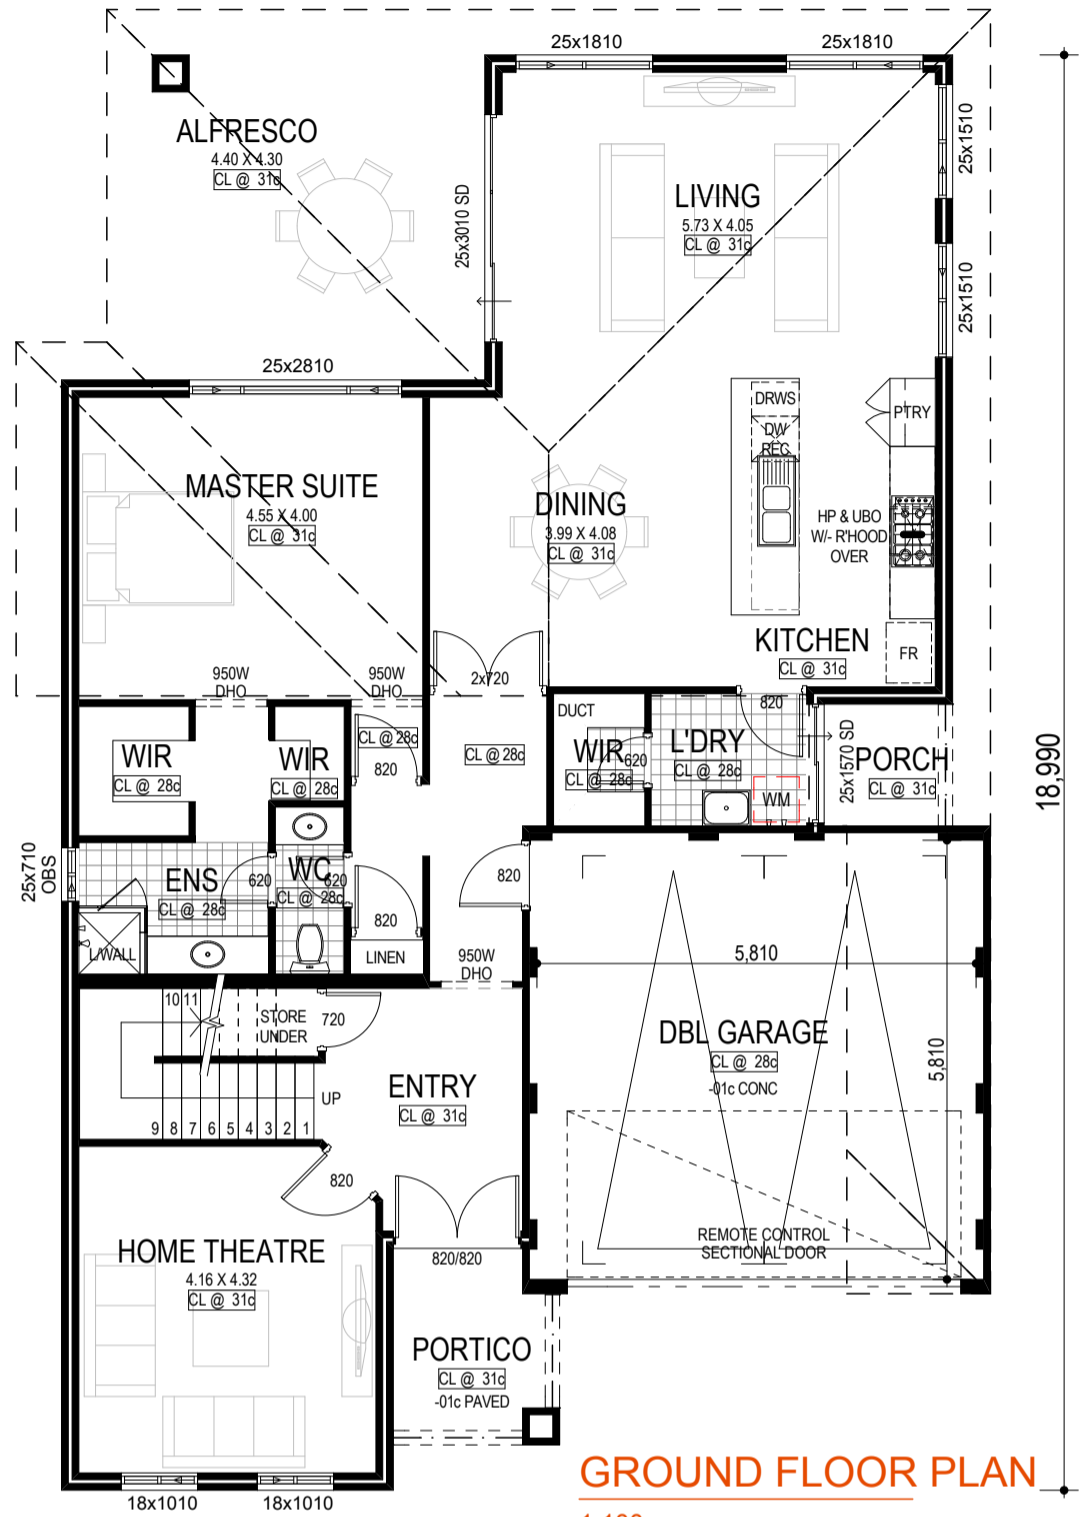 25x1810
25x1810
ALFRESCO
4.40 X 4.30
CL @ 31c
25x3010 SD
LIVING
5.73 X 4.05
CL @ 31c
25x1510
25x1510
25x2810
DRWS
DW
REC
PTRY
MASTER SUITE
4.55 X 4.00
CL @ 31c
DINING
3.99 X 4.08
CL @ 31c
HP & UBO
W/- R'HOOD
OVER
KITCHEN
CL @ 31c
FR
950W
DHO
950W
DHO
2x720
820
DUCT
WIR
CL @ 28c
WIR
CL @ 28c
CL @ 28c
820
CL @ 28c
WIR
CL @ 28c
620
L'DRY
CL @ 28c
WM
25x1570 SD
PORCH
CL @ 31c
18,990
25x710
OBS
ENS
CL @ 28c
620
WC
CL @ 28c
620
820
820
L/WALL
LINEN
950W
DHO
5,810
10 11
STORE
UNDER
720
DBL GARAGE
CL @ 28c
-01c CONC
5,810
UP
ENTRY
CL @ 31c
9 8 7 6 5 4 3 2 1
820
REMOTE CONTROL
SECTIONAL DOOR
HOME THEATRE
4.16 X 4.32
CL @ 31c
820/820
PORTICO
CL @ 31c
-01c PAVED
GROUND FLOOR PLAN
18x1010
18x1010